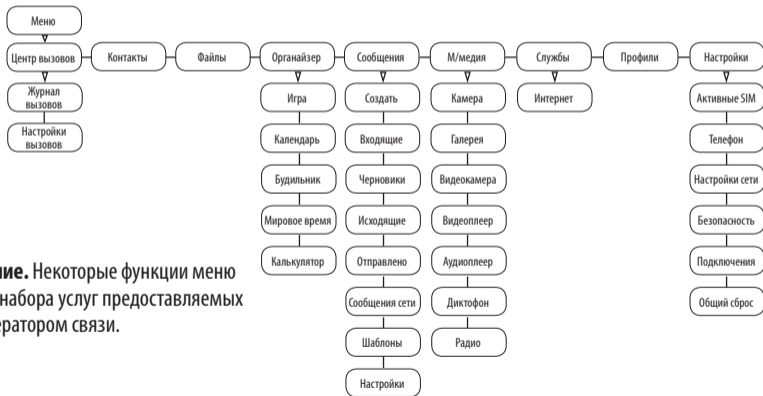 Меню
Центр вызовов
Контакты
Файлы
Органайзер
Сообщения
М/медия
Службы
Профили
Настройки
Журнал
вызовов
Настройки
вызовов
Игра
Календарь
Будильник
Мировое время
Калькулятор
Создать
Входящие
Черновики
Исходящие
Отправлено
Сообщения сети
Шаблоны
Настройки
Камера
Галерея
Видеокамера
Видеоплеер
Аудиоплеер
Диктофон
Радио
Интернет
Активные SIM
Телефон
Настройки сети
Безопасность
Подключения
Общий сброс
ние. Некоторые функции меню
набора услуг предоставляемых
ератором связи.